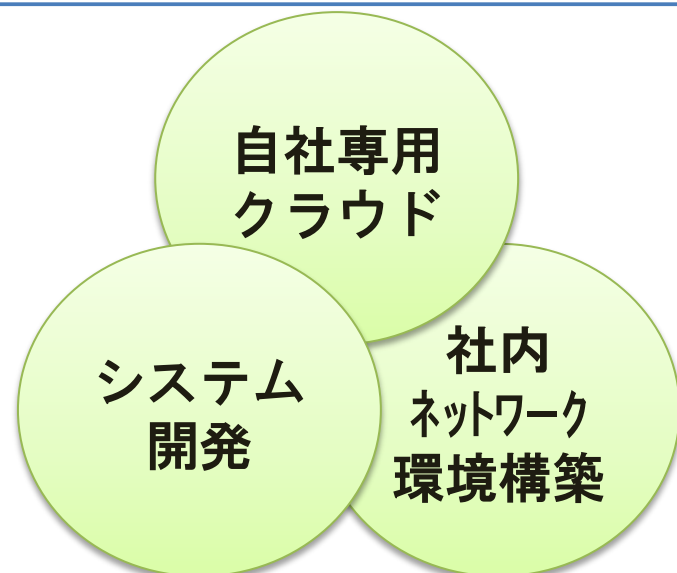 自社専用
クラウド
システム
開発
社内
ネットワーク
環境構築